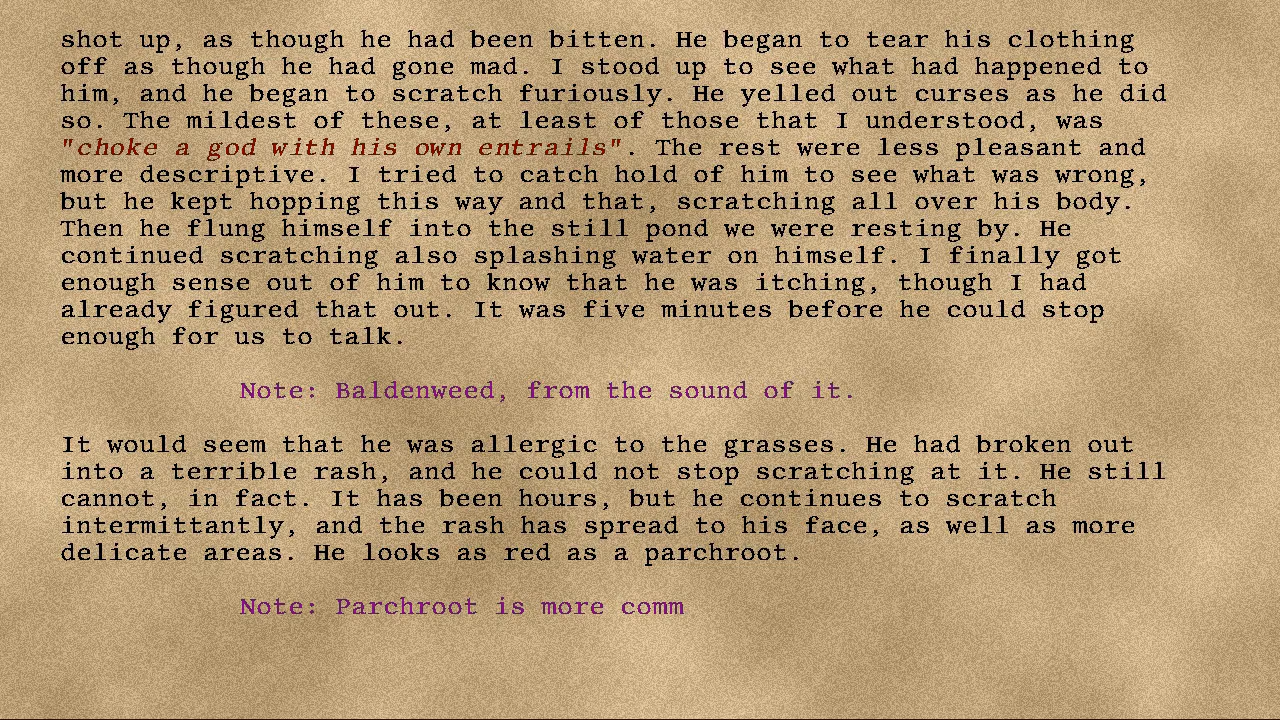 shot up, as though he had been bitten. He began to tear his clothing
off as though he had gone mad. I stood up to see what had happened to
him, and he began to scratch furiously. He yelled out curses as he did
so. The mildest of these, at least of those that I understood, was
"choke a god with his own entrails". The rest were less pleasant and
more descriptive. I tried to catch hold of him to see what was wrong,
but he kept hopping this way and that, scratching all over his body.
Then he flung himself into the still pond we were resting by. He
continued scratching also splashing water on himself. I finally got
enough sense out of him to know that he was itching, though I had
already figured that out. It was five minutes before he could stop
enough for us to talk.
Note: Baldenweed, from the sound of it.
It would seem that he was allergic to the grasses. He had broken out
into a terrible rash, and he could not stop scratching at it. He still
cannot, in fact. It has been hours, but he continues to scratch
intermittantly, and the rash has spread to his face, as well as more
delicate areas. He looks as red as a parchroot.
Note: Parchroot is more comm